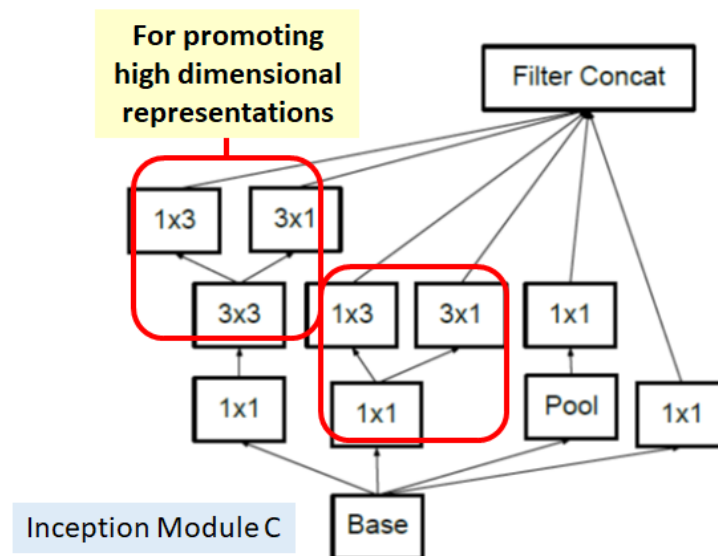 For promoting
high dimensional
representations
Filter Concat
1x3
3x1
3x3
1x3
3x1
1x1
1x1
1x1
Pool
1x1
Inception Module C
Base